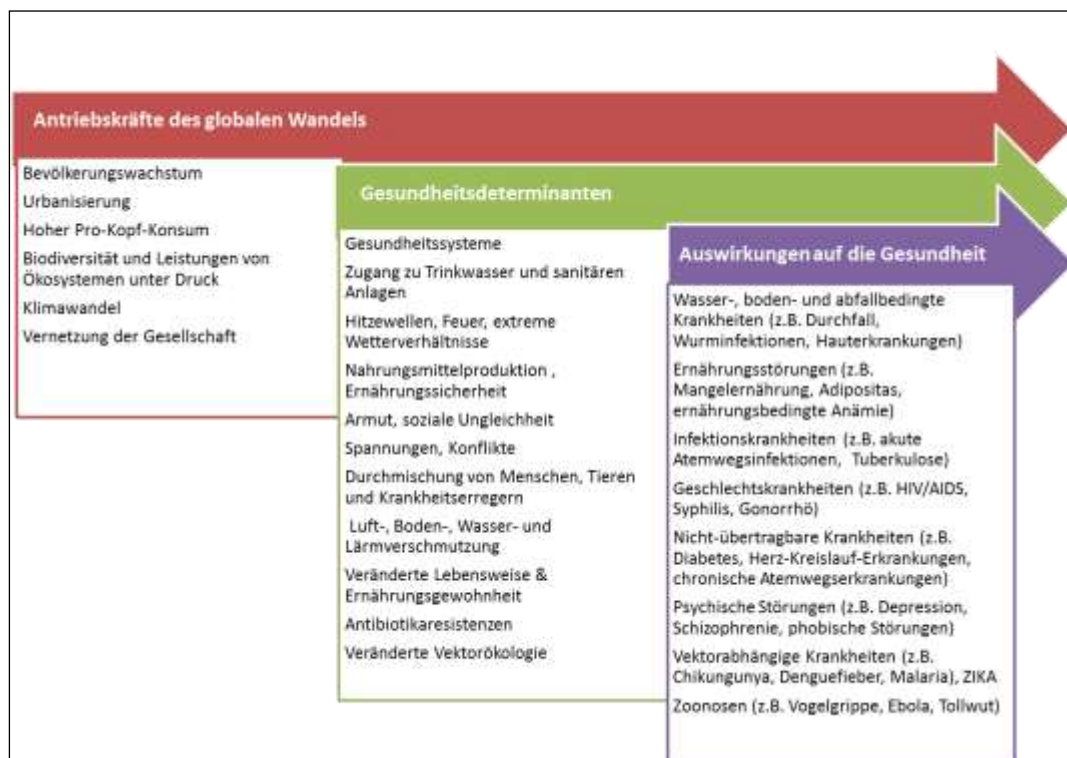 Antriebskräfte des globalen Wandels
Bevölkerungswachstum
Urbanisierung
Hoher Pro-Kopf-Konsum
Biodiversität und Leistungen von
Ökosystemen unter Druck
Klimawandel
Vernetzung der Gesellschaft
Gesundheitsdeterminanten
Gesundheitssysteme
Zugang zu Trinkwasser und sanitären
Anlagen
Hitzewellen, Feuer, extreme
Wetterverhältnisse
Nahrungsmittelproduktion ,
Ernährungssicherheit
Armut, soziale Ungleichheit
Spannungen, Konflikte
Durchmischung von Menschen, Tieren
und Krankheitserregern
Luft-, Boden-, Wasser- und
Lärmverschmutzung
Veränderte Lebensweise &
Ernährungsgewohnheit
Antibiotikaresistenzen
Veränderte Vektorökologie
Auswirkungen auf die Gesundheit
Wasser-, boden- und abfallbedingte
Krankheiten (z.B. Durchfall,
Wurminfektionen, Hauterkrankungen)
Ernährungsstörungen (z.B.
Mangelernährung, Adipositas,
ernährungsbedingte Anämie)
Infektionskrankheiten (z.B. akute
Atemwegsinfektionen, Tuberkulose)
Geschlechtskrankheiten (z.B. HIV/AIDS,
Syphilis, Gonorrhö)
Nicht-übertragbare Krankheiten (z.B.
Diabetes, Herz-Kreislauf-Erkrankungen,
chronische Atemwegserkrankungen)
Psychische Störungen (z.B. Depression,
Schizophrenie, phobische Störungen)
Vektorabhängige Krankheiten (z.B.
Chikungunya, Denguefieber, Malaria), ZIKA
Zoonosen (z.B. Vogelgrippe, Ebola, Tollwut)